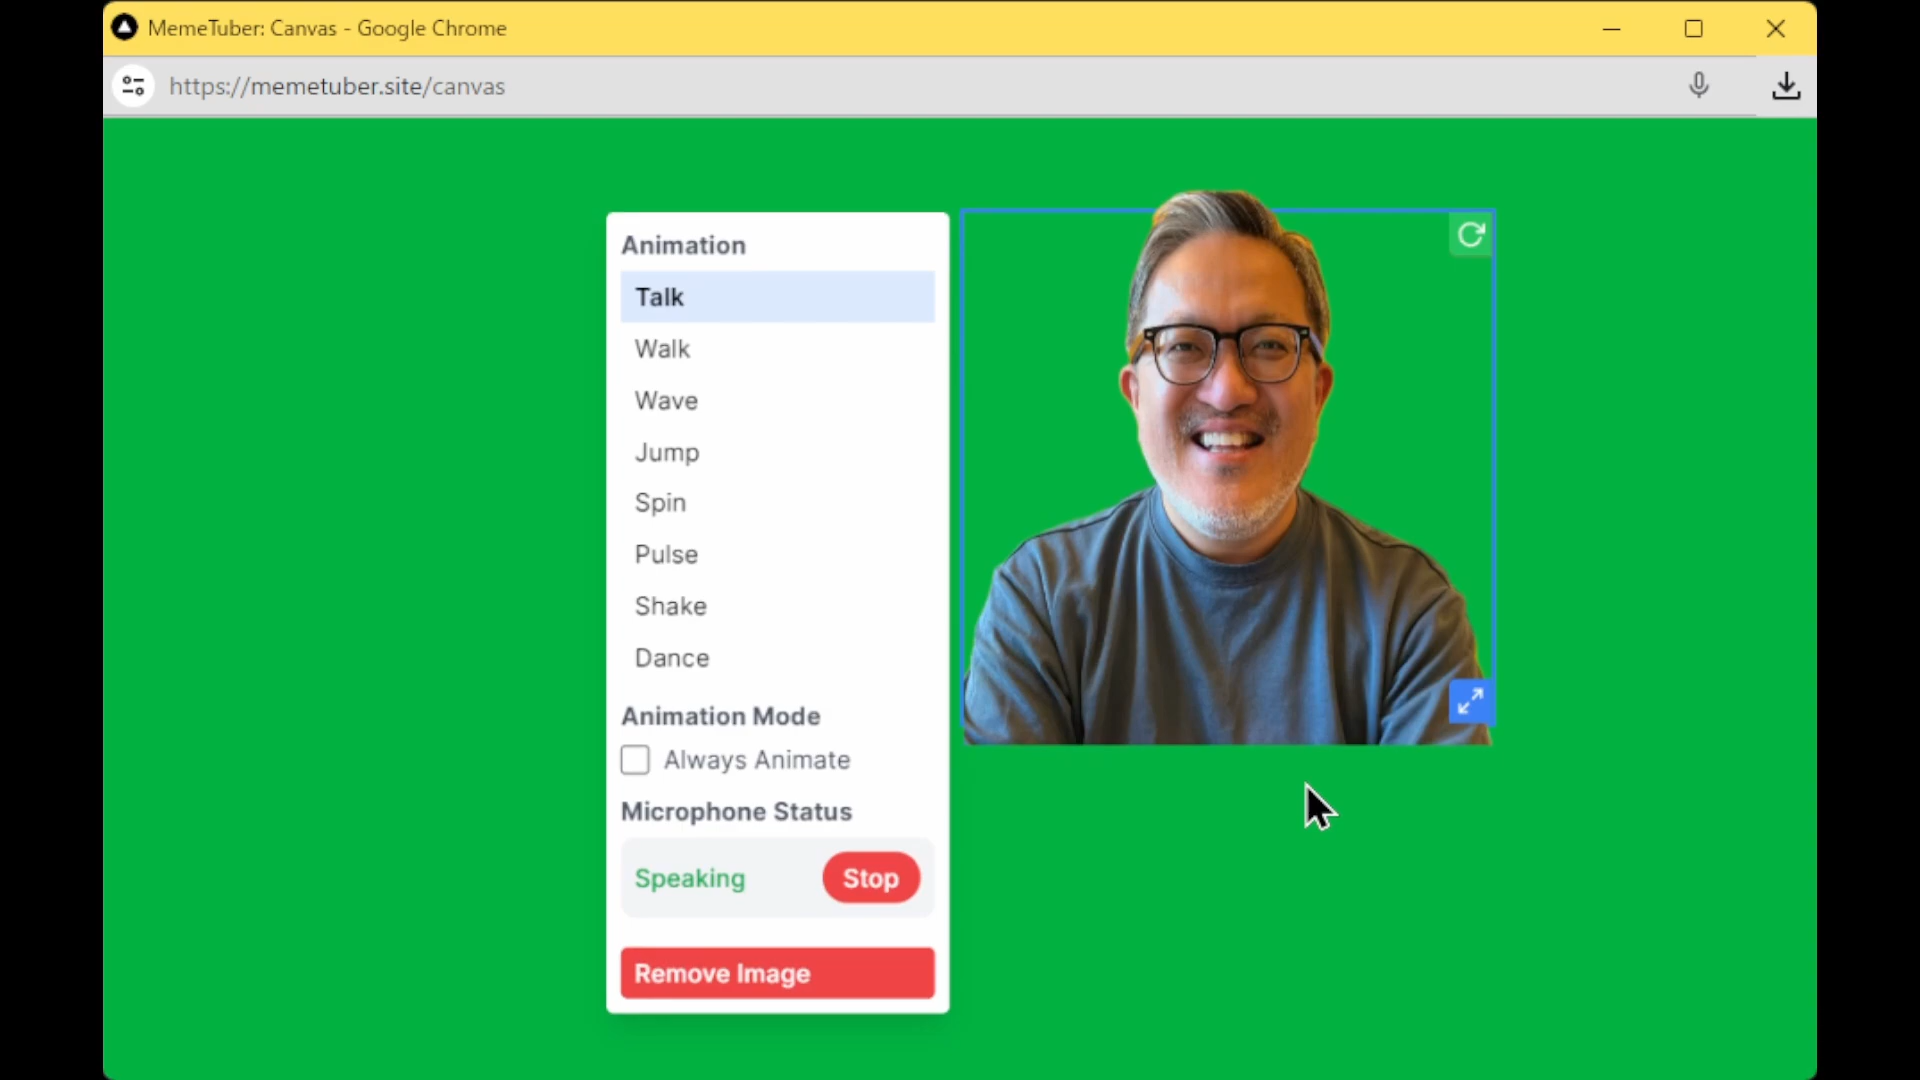 MemeTuber: Canvas - Google Chrome
https://memetuber.site/canvas
Animation
Talk
Walk
Wave
Jump
Spin
Pulse
Shake
Dance
Animation Mode
Always Animate
Microphone Status
Speaking
Stop
Remove Image